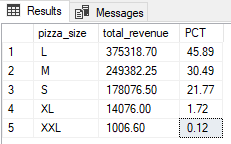 Results Messages
pizza_size total_revenue PCT
1 L 375318.70 45.89
2 M 249382.25 30.49
3 S 178076.50 21.77
4 XL 14076.00 1.72
5 XXL 1006.60 0.12